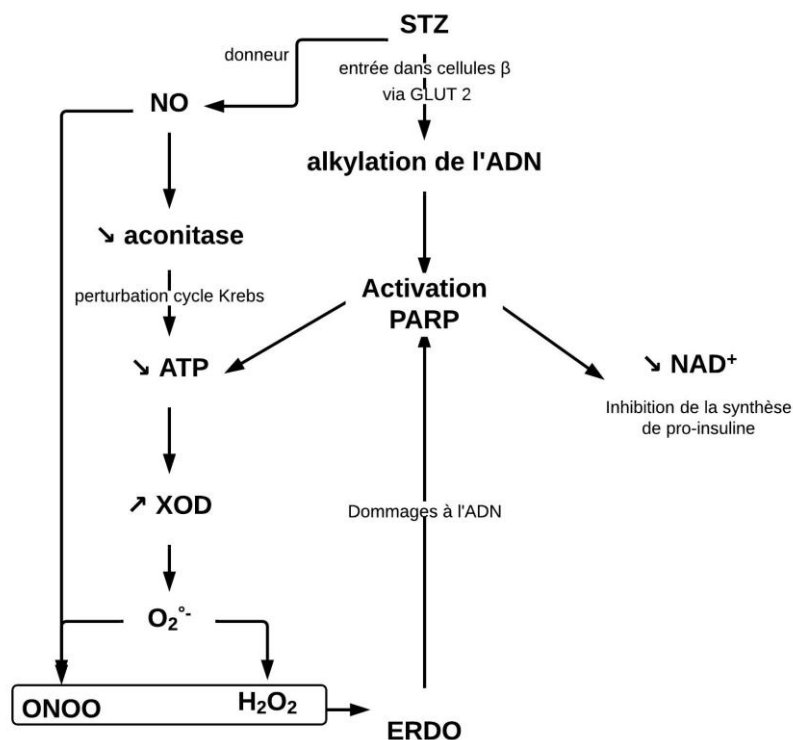 STZ
donneur
entrée dans cellules β
via GLUT 2
NO
alkylation de l'ADN
↘ aconitase
perturbation cycle Krebs
Activation
PARP
↘ ATP
↘ NAD⁺
Inhibition de la synthèse
de pro-insuline
↗ XOD
Dommages à l'ADN
O₂°⁻
ONOO
H₂O₂
ERDO